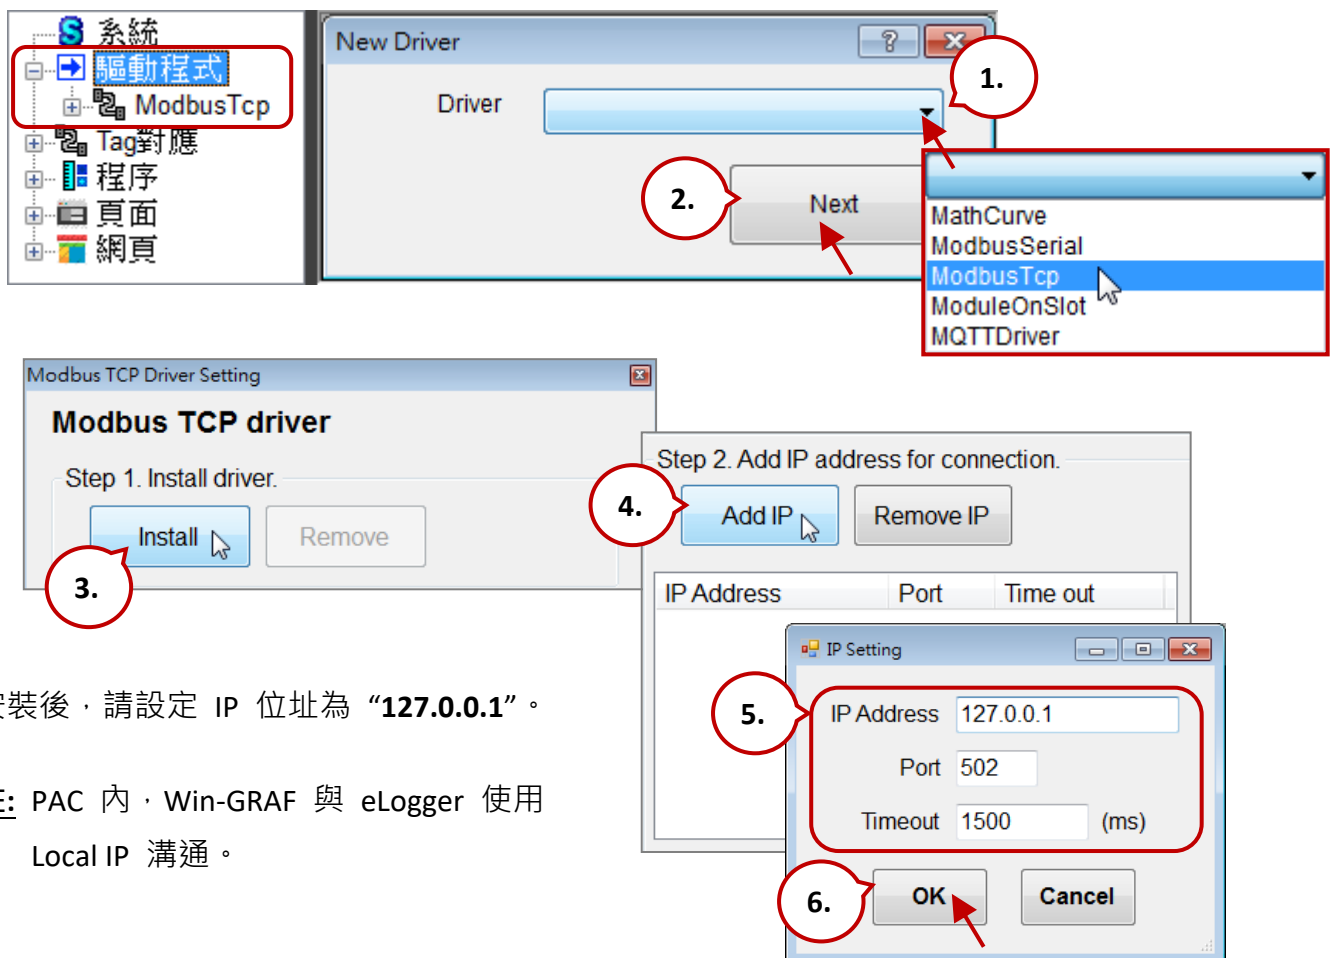 系統
驅動程式
ModbusTcp
Tag對應
程序
頁面
網頁
New Driver
Driver
1.
2.
Next
MathCurve
ModbusSerial
ModbusTcp
ModuleOnSlot
MQTTDriver
Modbus TCP Driver Setting
Modbus TCP driver
Step 1. Install driver.
Install
Remove
3.
Step 2. Add IP address for connection.
4.
Add IP
Remove IP
IP Address Port Time out
IP Setting
5.
IP Address 127.0.0.1
Port 502
Timeout 1500 (ms)
6.
OK
Cancel
裝後，請設定 IP 位址為 “127.0.0.1”。
: PAC 內，Win-GRAF 與 eLogger 使用
Local IP 溝通。